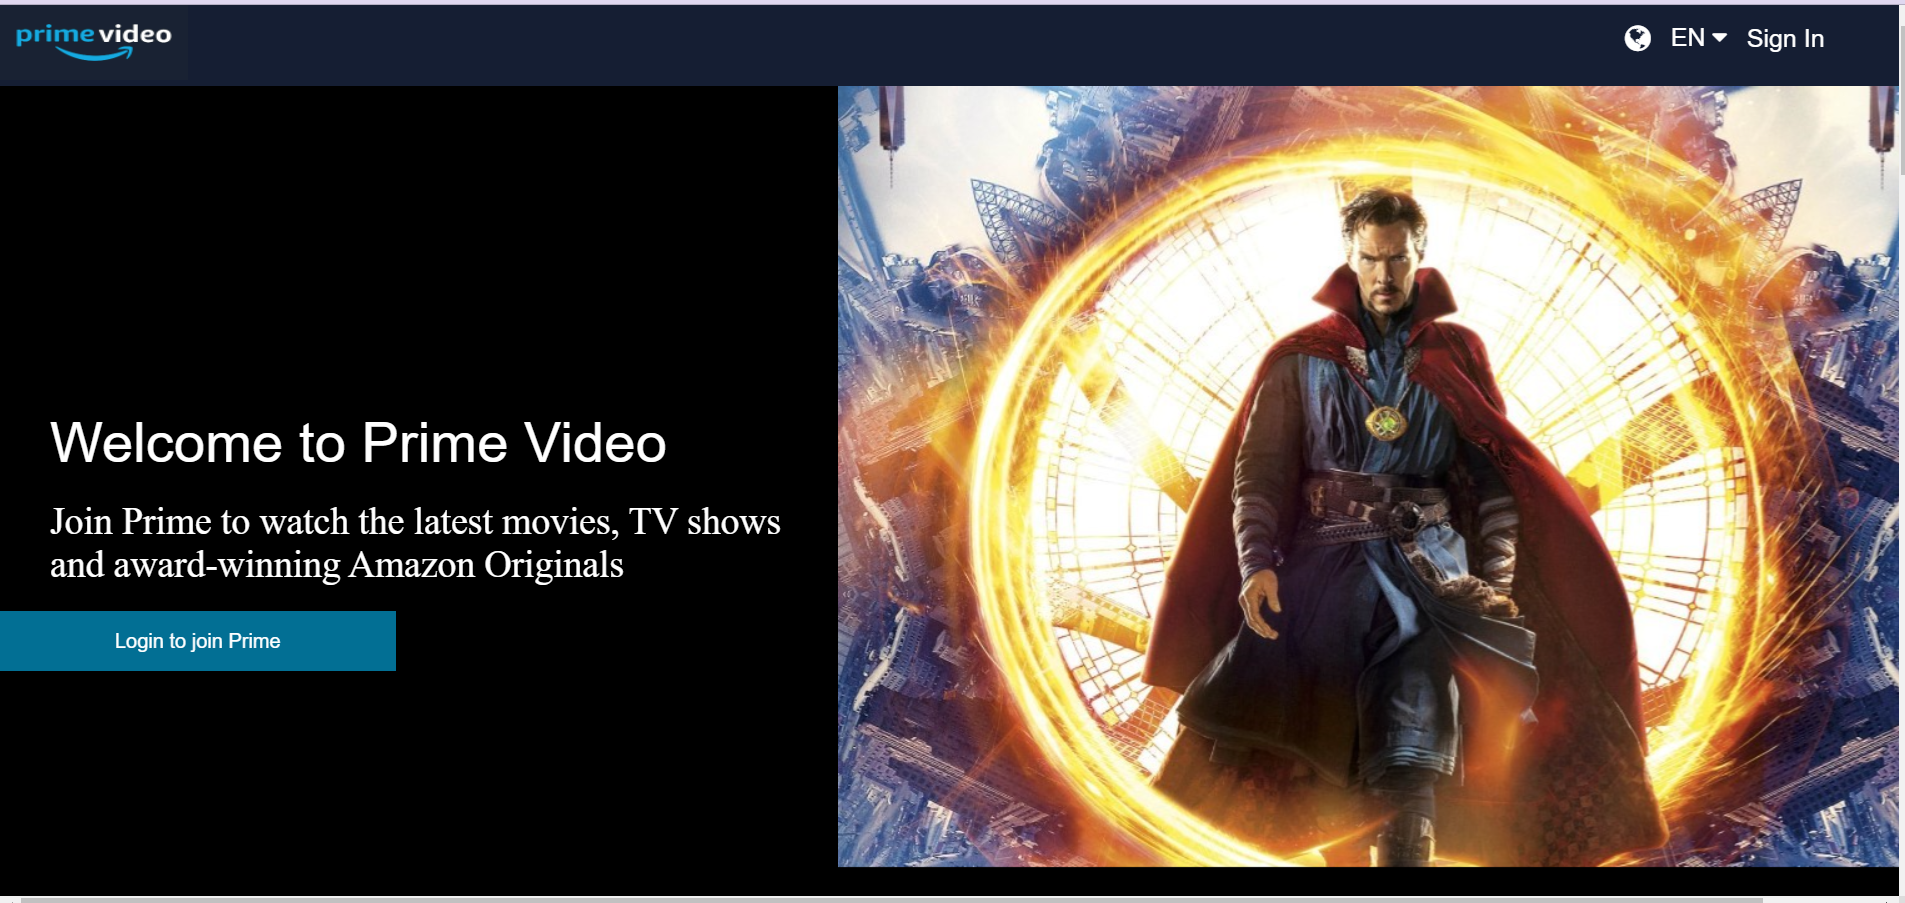 prime video
EN
Sign In
Welcome to Prime Video
Join Prime to watch the latest movies, TV shows
and award-winning Amazon Originals
Login to join Prime